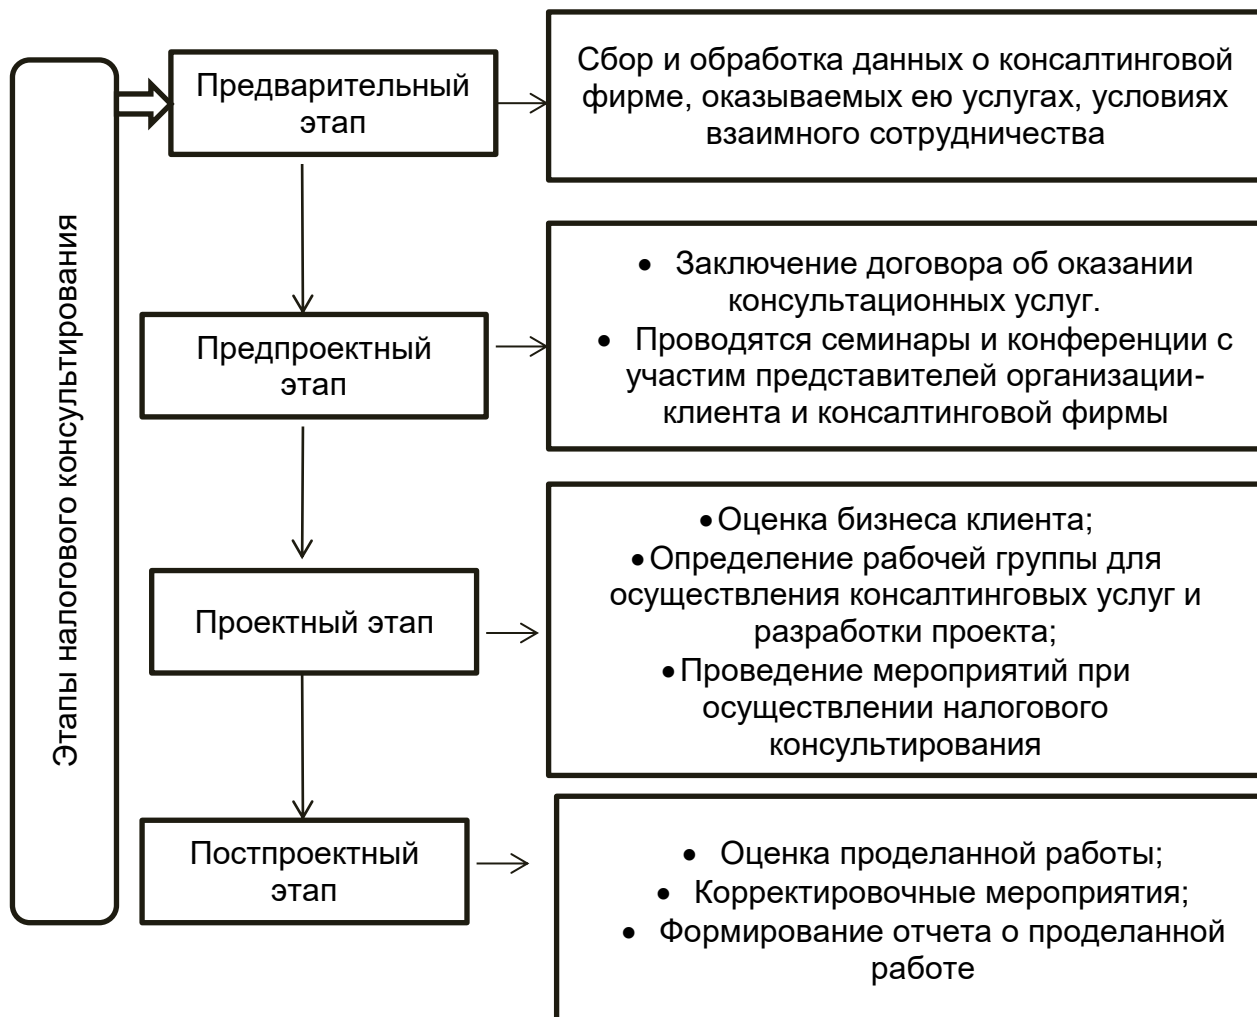 Этапы налогового консультирования
Предварительный
этап
Сбор и обработка данных о консалтинговой
фирме, оказываемых ею услугах, условиях
взаимного сотрудничества
Предпроектный
этап
• Заключение договора об оказании
консультационных услуг.
• Проводятся семинары и конференции с
участим представителей организации-
клиента и консалтинговой фирмы
Проектный этап
•Оценка бизнеса клиента;
•Определение рабочей группы для
осуществления консалтинговых услуг и
разработки проекта;
•Проведение мероприятий при
осуществлении налогового
консультирования
Постпроектный
этап
• Оценка проделанной работы;
• Корректировочные мероприятия;
• Формирование отчета о проделанной
работе